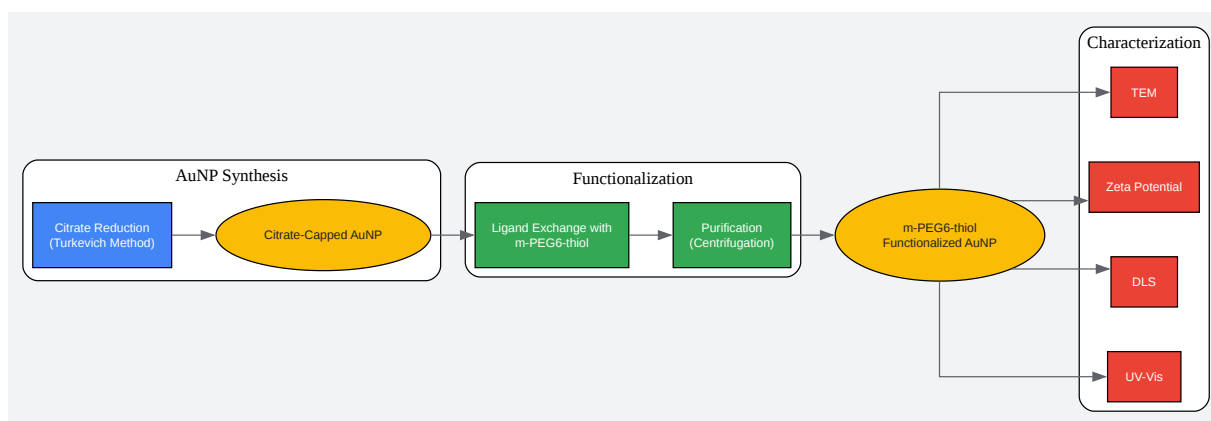 AuNP Synthesis
Citrate Reduction
(Turkevich Method)
Citrate-Capped AuNP
Functionalization
Ligand Exchange with
m-PEG6-thiol
Purification
(Centrifugation)
m-PEG6-thiol
Functionalized AuNP
Characterization
TEM
Zeta Potential
DLS
UV-Vis